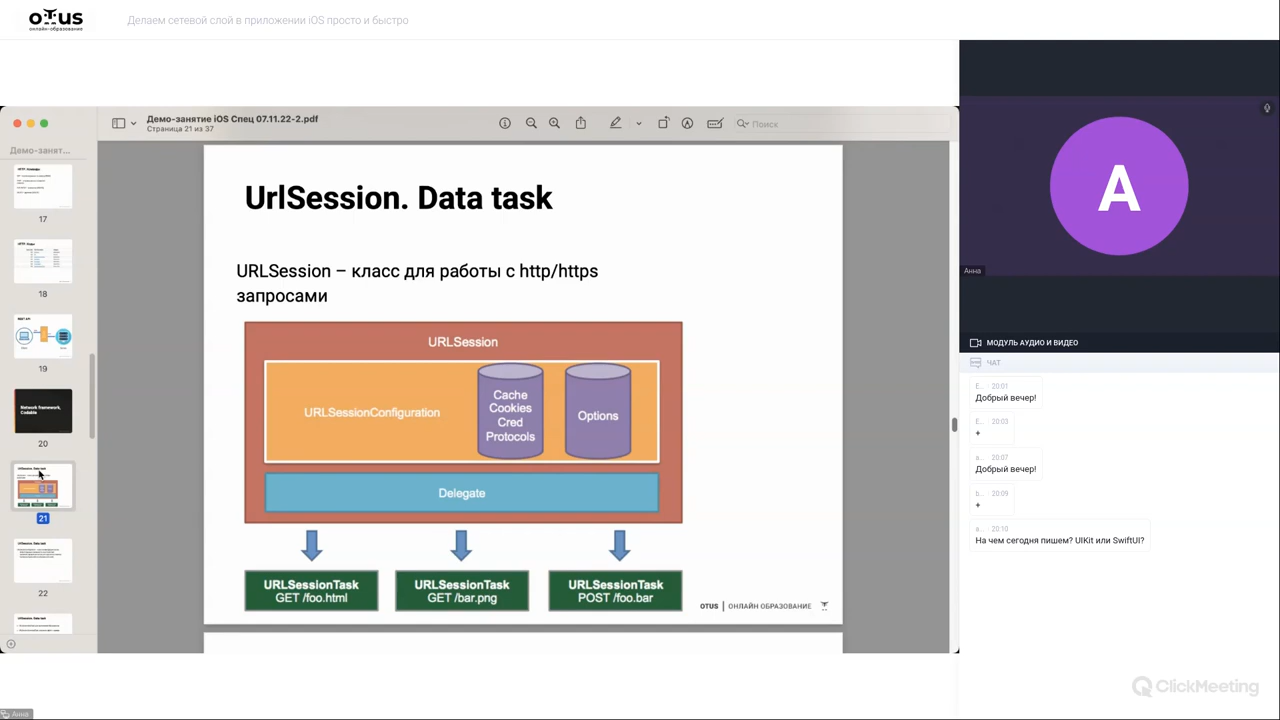 OTUS
онлайн-образование
Делаем сетевой слой в приложении iOS просто и быстро
Демо-занятие iOS Спец 07.11.22-2.pdf
Страница 21 из 37
Поиск
Демо-занят...
17
18
19
Network framework,
Codable
20
21
22
UrlSession. Data task
URLSession – класс для работы с http/https
запросами
URLSession
URLSessionConfiguration
Cache
Cookies
Cred
Protocols
Options
Delegate
URLSessionTask
GET /foo.html
URLSessionTask
GET /bar.png
URLSessionTask
POST /foo.bar
OTUS | ОНЛАЙН ОБРАЗОВАНИЕ
A
Анна
МОДУЛЬ АУДИО И ВИДЕО
ЧАТ
E... 20:01
Добрый вечер!
E... 20:03
+
в... 20:07
Добрый вечер!
b... 20:09
+
в... 20:10
На чем сегодня пишем? UIKit или SwiftUI?
ClickMeeting
Анна